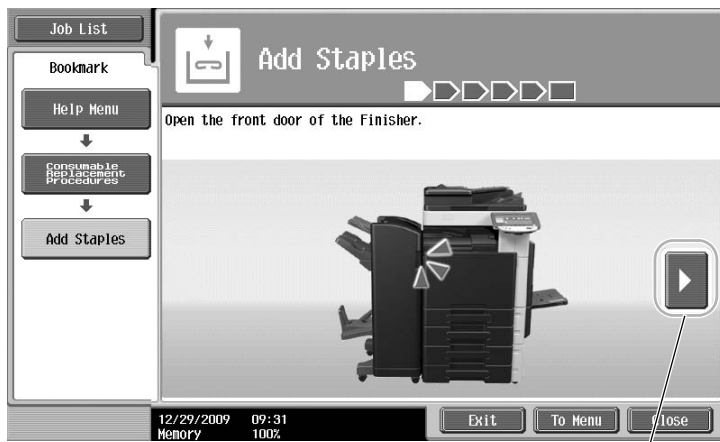 Job List
Bookmark
Help Menu
Consumable
Replacement
Procedures
Add Staples
Add Staples
Open the front door of the Finisher.
12/29/2009 09:31
Memory 100%
Exit
To Menu
Close